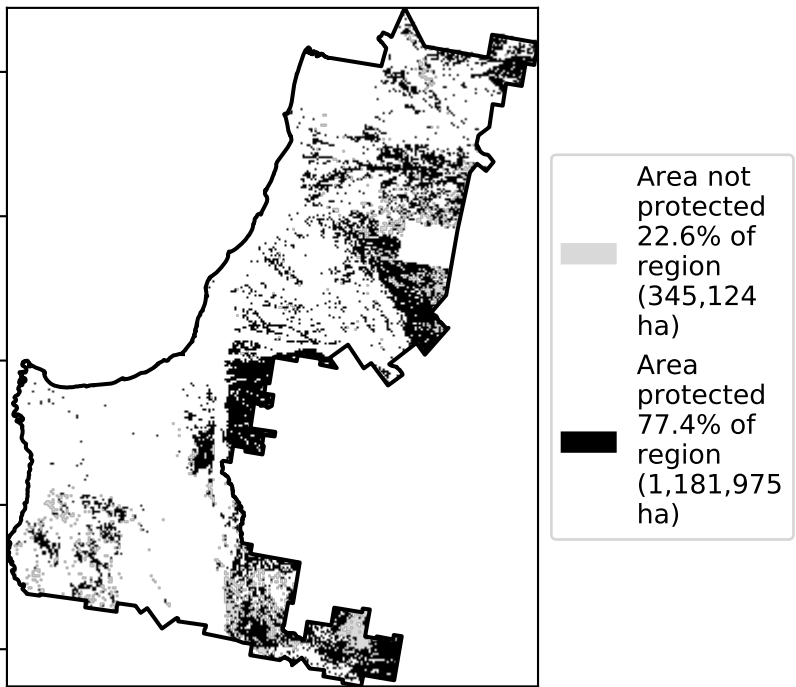 Area not
protected
22.6% of
region
(345,124
ha)
Area
protected
77.4% of
region
(1,181,975
ha)